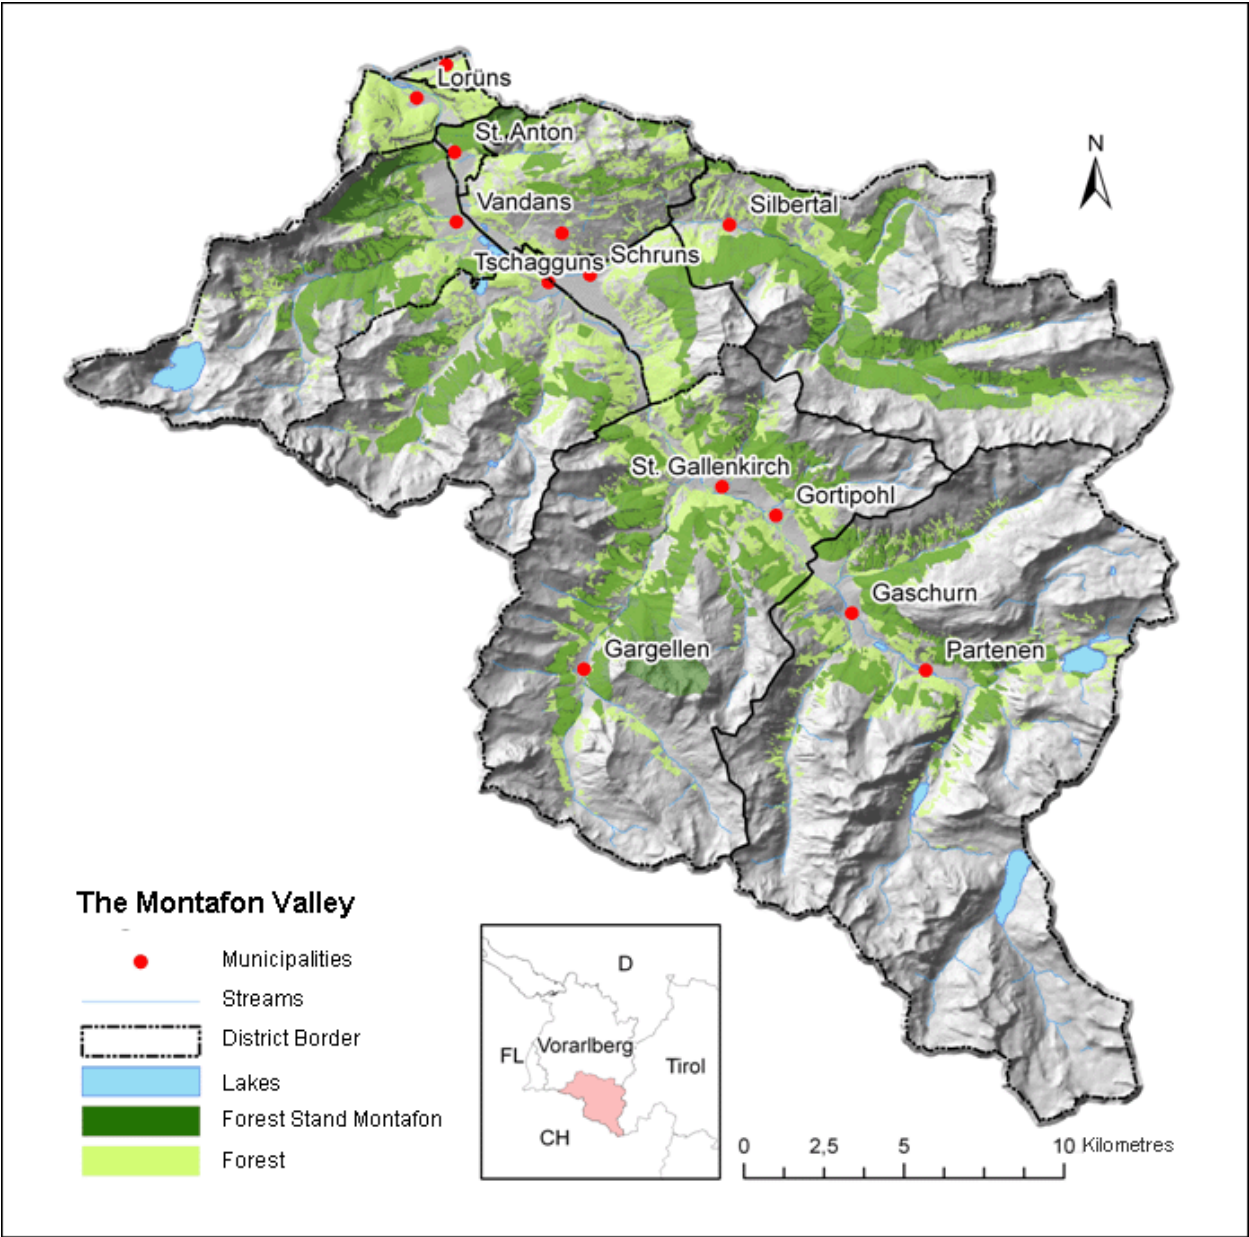 Lorüns
St. Anton
N
Vandans
Silbertal
Tschagguns
Schruns
St. Gallenkirch
Gortipohl
Gaschurn
Gargellen
Partenen
The Montafon Valley
Municipalities
Streams
District Border
Lakes
Forest Stand Montafon
Forest
D
FL
Vorarlberg
Tirol
CH
0 2,5 5 10 Kilometres